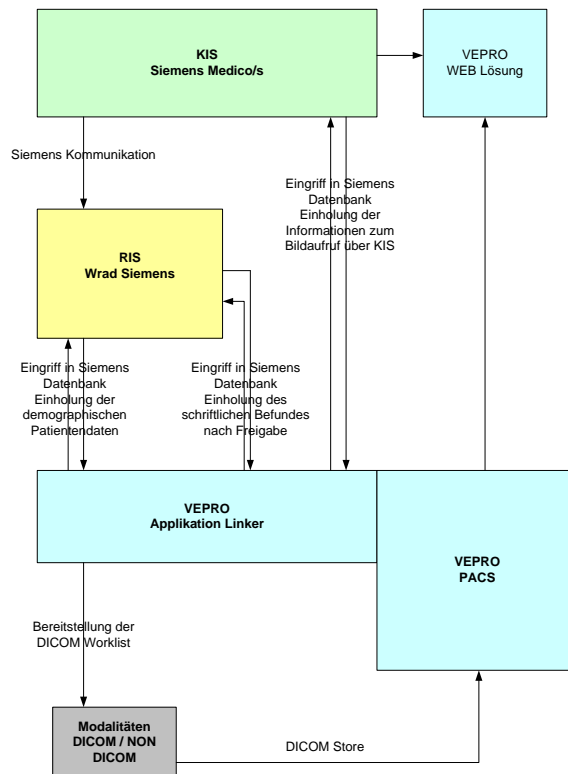 KIS
Siemens Medico/s
VEPRO
WEB Lösung
Siemens Kommunikation
Eingriff in Siemens
Datenbank
Einholung der
Informationen zum
Bildaufruf über KIS
RIS
Wrad Siemens
Eingriff in Siemens
Datenbank
Einholung der
demographischen
Patientendaten
Eingriff in Siemens
Datenbank
Einholung des
schriftlichen Befundes
nach Freigabe
VEPRO
Applikation Linker
VEPRO
PACS
Bereitstellung der
DICOM Worklist
Modalitäten
DICOM / NON
DICOM
DICOM Store